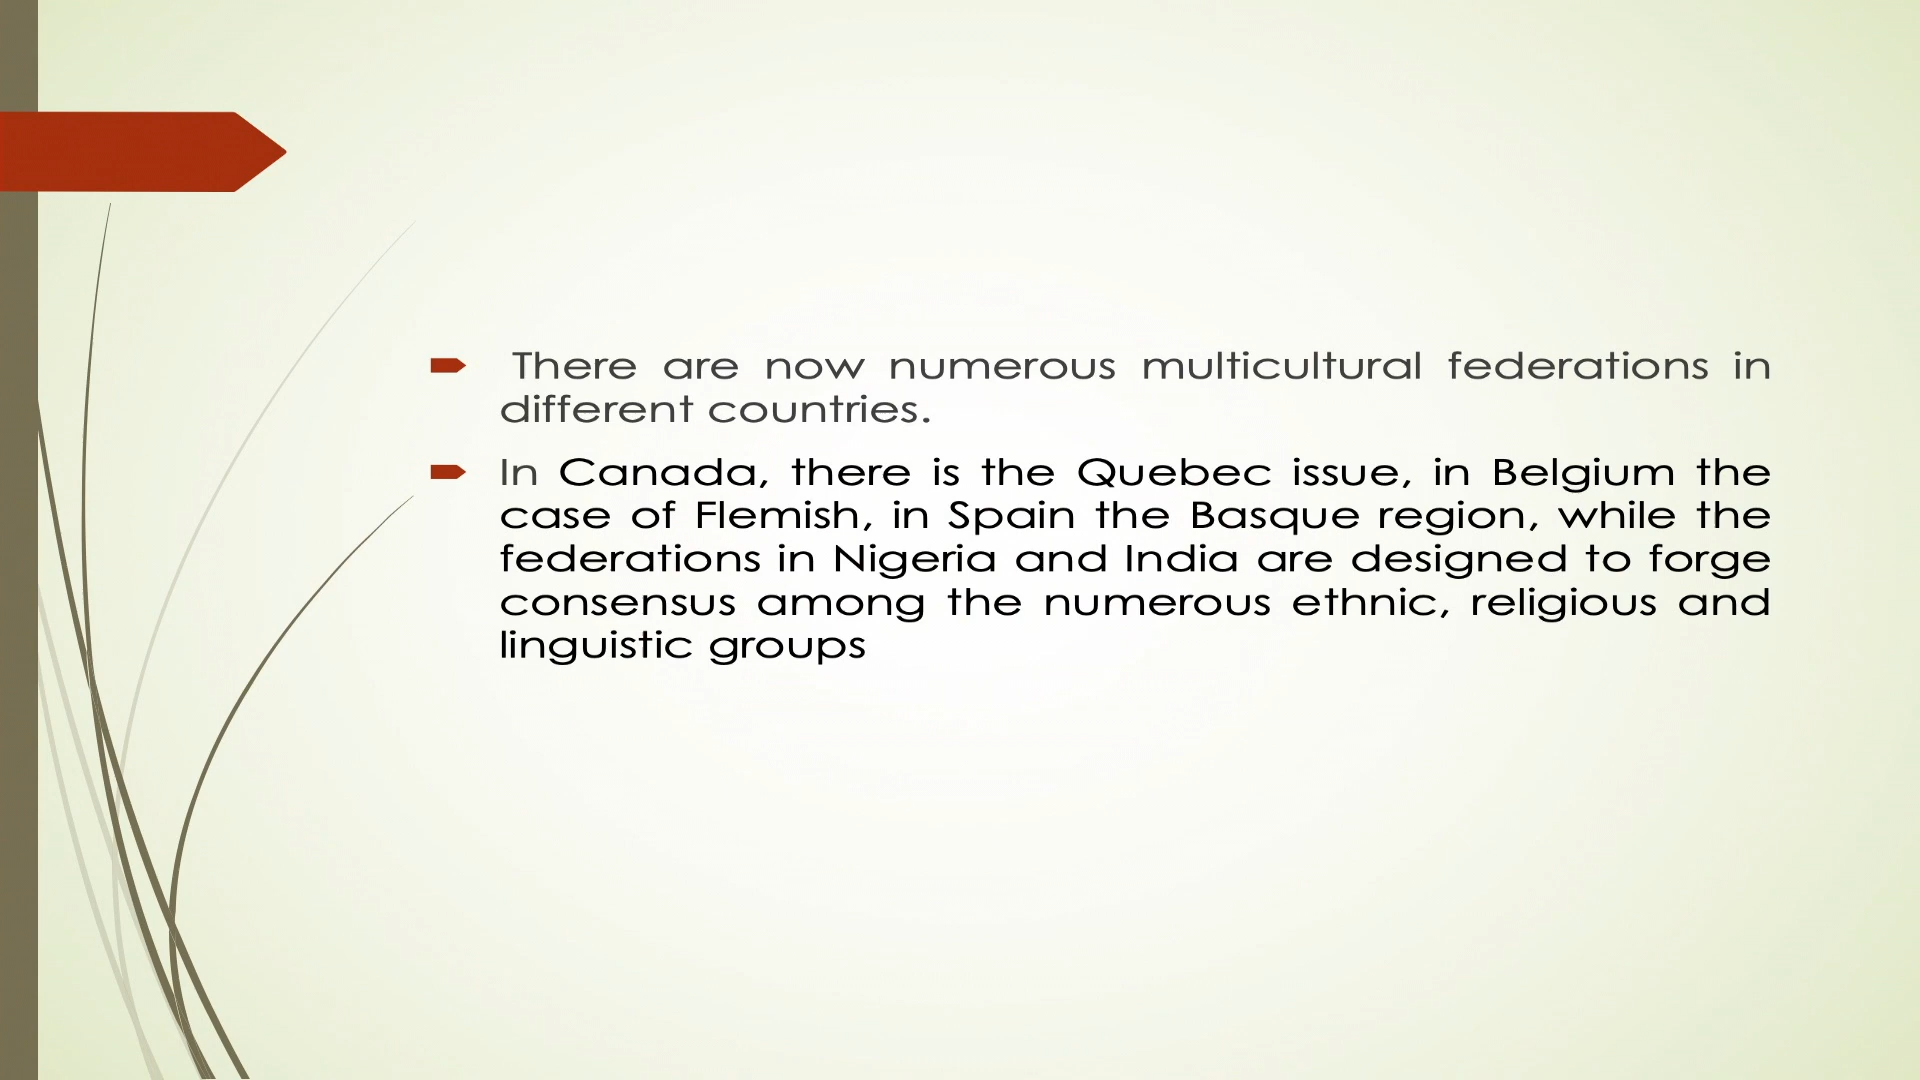 There are now numerous multicultural federations in
different countries.
In Canada, there is the Quebec issue, in Belgium the
case of Flemish, in Spain the Basque region, while the
federations in Nigeria and India are designed to forge
consensus among the numerous ethnic, religious and
linguistic groups